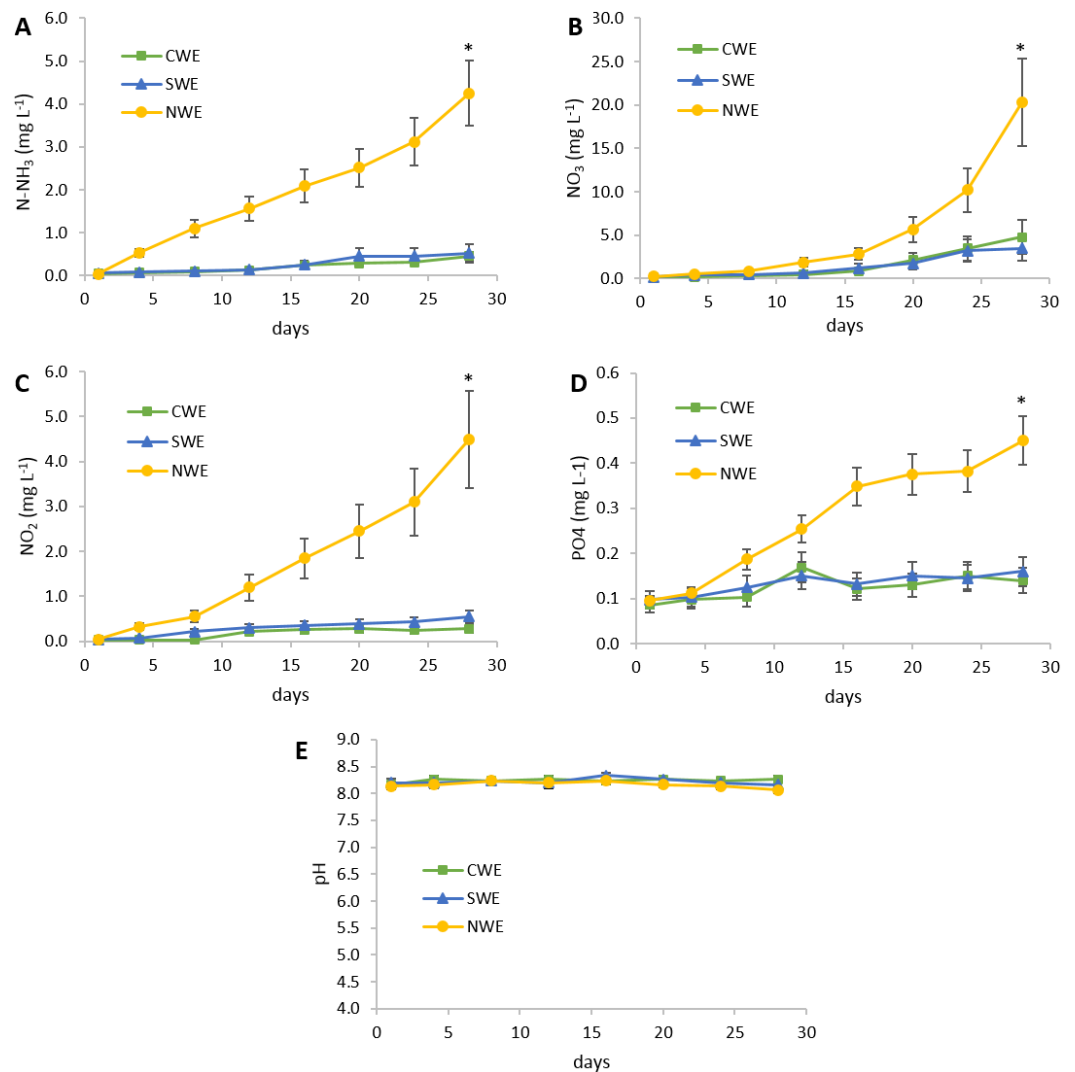 A
6.0
5.0
4.0
3.0
2.0
1.0
0.0
N-NH₃ (mg L⁻¹)
CWE
SWE
NWE
*
0 5 10 15 20 25 30
days
B
30.0
25.0
20.0
15.0
10.0
5.0
0.0
NO₃ (mg L⁻¹)
CWE
SWE
NWE
*
0 5 10 15 20 25 30
days
C
6.0
5.0
4.0
3.0
2.0
1.0
0.0
NO₂ (mg L⁻¹)
CWE
SWE
NWE
*
0 5 10 15 20 25 30
days
D
0.6
0.5
0.4
0.3
0.2
0.1
0.0
PO4 (mg L-1)
CWE
SWE
NWE
*
0 5 10 15 20 25 30
days
E
9.0
8.5
8.0
7.5
7.0
6.5
6.0
5.5
5.0
4.5
4.0
pH
CWE
SWE
NWE
0 5 10 15 20 25 30
days